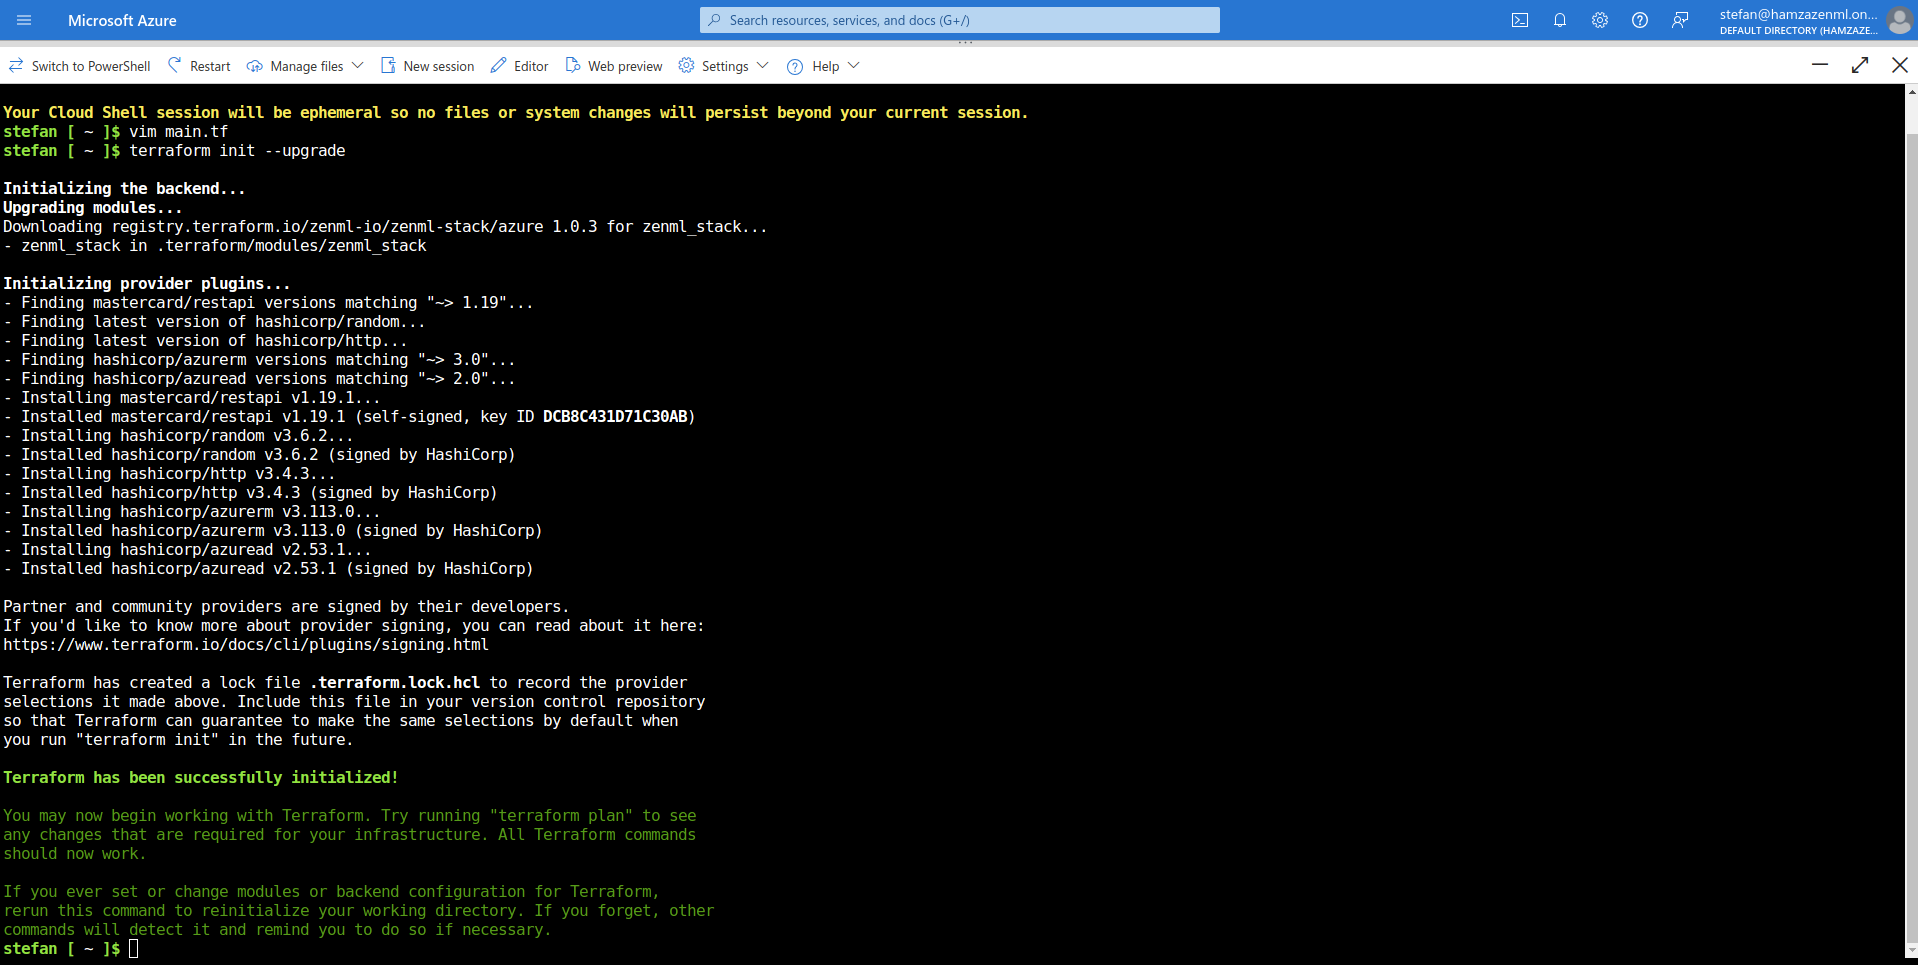 Microsoft Azure
Search resources, services, and docs (G+/)
stefan@hamzazenml.on...
DEFAULT DIRECTORY (HAMZAZE...
Switch to PowerShell Restart Manage files New session Editor Web preview Settings Help
Your Cloud Shell session will be ephemeral so no files or system changes will persist beyond your current session.
stefan [ ~ ]$ vim main.tf
stefan [ ~ ]$ terraform init --upgrade
Initializing the backend...
Upgrading modules...
Downloading registry.terraform.io/zenml-io/zenml-stack/azure 1.0.3 for zenml_stack...
- zenml_stack in .terraform/modules/zenml_stack
Initializing provider plugins...
- Finding mastercard/restapi versions matching "~> 1.19"...
- Finding latest version of hashicorp/random...
- Finding latest version of hashicorp/http...
- Finding hashicorp/azurerm versions matching "~> 3.0"...
- Finding hashicorp/azuread versions matching "~> 2.0"...
- Installing mastercard/restapi v1.19.1...
- Installed mastercard/restapi v1.19.1 (self-signed, key ID DCB8C431D71C30AB)
- Installing hashicorp/random v3.6.2...
- Installed hashicorp/random v3.6.2 (signed by HashiCorp)
- Installing hashicorp/http v3.4.3...
- Installed hashicorp/http v3.4.3 (signed by HashiCorp)
- Installing hashicorp/azurerm v3.113.0...
- Installed hashicorp/azurerm v3.113.0 (signed by HashiCorp)
- Installing hashicorp/azuread v2.53.1...
- Installed hashicorp/azuread v2.53.1 (signed by HashiCorp)
Partner and community providers are signed by their developers.
If you'd like to know more about provider signing, you can read about it here:
https://www.terraform.io/docs/cli/plugins/signing.html
Terraform has created a lock file .terraform.lock.hcl to record the provider
selections it made above. Include this file in your version control repository
so that Terraform can guarantee to make the same selections by default when
you run "terraform init" in the future.
Terraform has been successfully initialized!
You may now begin working with Terraform. Try running "terraform plan" to see
any changes that are required for your infrastructure. All Terraform commands
should now work.
If you ever set or change modules or backend configuration for Terraform,
rerun this command to reinitialize your working directory. If you forget, other
commands will detect it and remind you to do so if necessary.
stefan [ ~ ]$